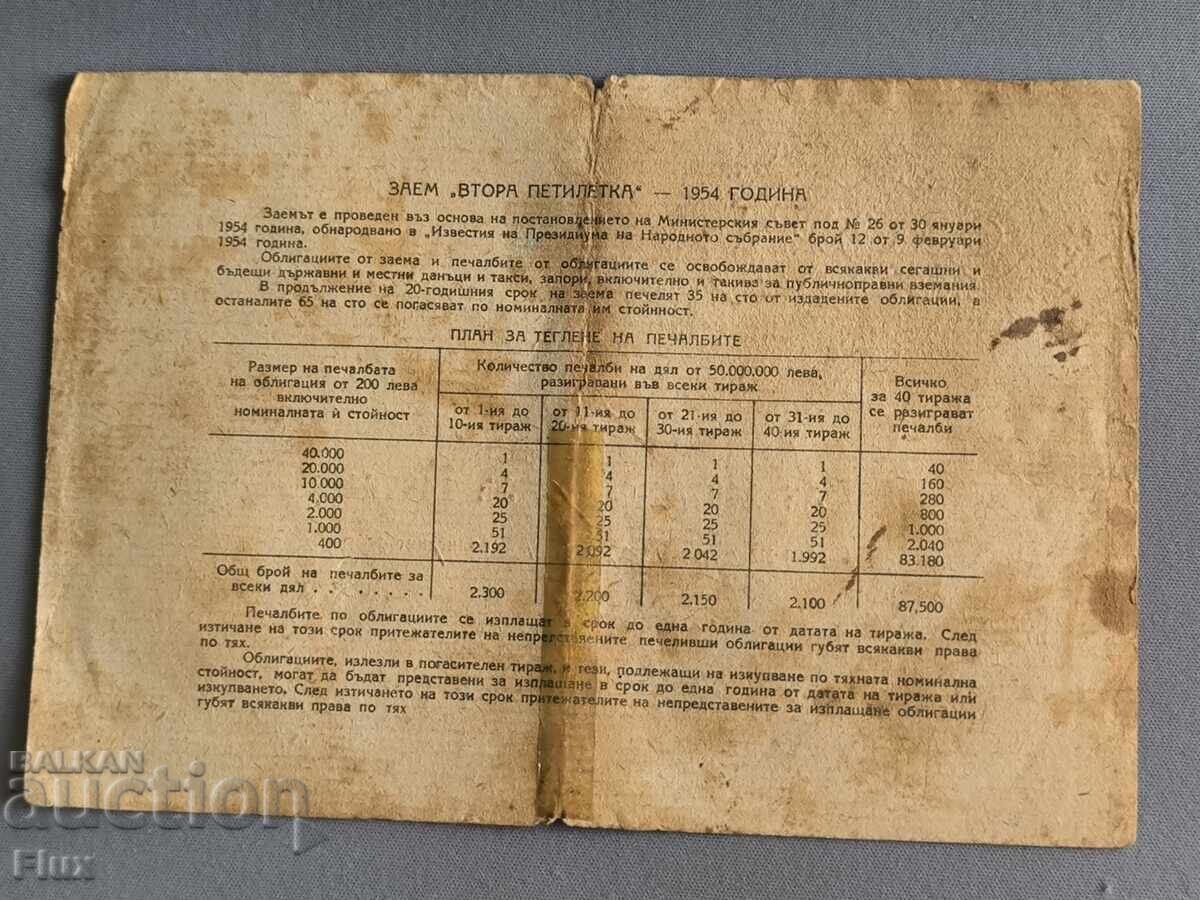 ЗАЕМ „ВТОРА ПЕТИЛЕТКА“ — 1954 ГОДИНА
Заемът е проведен въз основа на постановлението на Министерския съвет под № 26 от 30 януари
1954 година, обнародвано в „Известия на Президиума на Народното събрание“ брой 12 от 9 февруари
1954 година.
Облигациите от заема и печалбите от облигациите се освобождават от всякакви сегашни и
бъдещи държавни и местни данъци и такси, запори, включително и такива за публичноправни вземания.
В продължение на 20-годишния срок на заема печелят 35 на сто от издадените облигации, а
останалите 65 на сто се погасяват по номиналната им стойнност.
ПЛАН ЗА ТЕГЛЕНЕ НА ПЕЧАЛБИТЕ
Размер на печалбата
на облигация от 200 лева
включително
номиналната ѝ стойност
Количество печалби на дял от 50.000.000 лева,
разигравани във всеки тираж
от 1-ия до
10-ия тираж
от 11-ия до
20-ия тираж
от 21-ия до
30-ия тираж
от 31-ия до
40-ия тираж
Всичко
за 40 тиража
се разиграват
печалби
40.000 1 1 1 1 40
20.000 4 4 4 4 160
10.000 7 7 7 7 280
4.000 20 20 20 20 800
2.000 25 25 25 25 1.000
1.000 51 51 51 51 2.040
400 2.192 2.092 2 042 1.992 83.180
Общ брой на печалбите за
всеки дял . . . . . . . 2.300 2.200 2.150 2.100 87,500
Печалбите по облигациите се изплащат в срок до една година от датата на тиража. След
изтичане на този срок притежателите на непредставените печеливши облигации губят всякакви права
по тях.
Облигациите, излезли в погасителен тираж, и тези, подлежащи на изкупване по тяхната номинална
стойност, могат да бъдат представени за изплащане в срок до една година от датата на тиража или
изкупването. След изтичането на този срок притежателите на непредставените за изплащане облигации
губят всякакви права по тях
BALKAN
auction
Flux